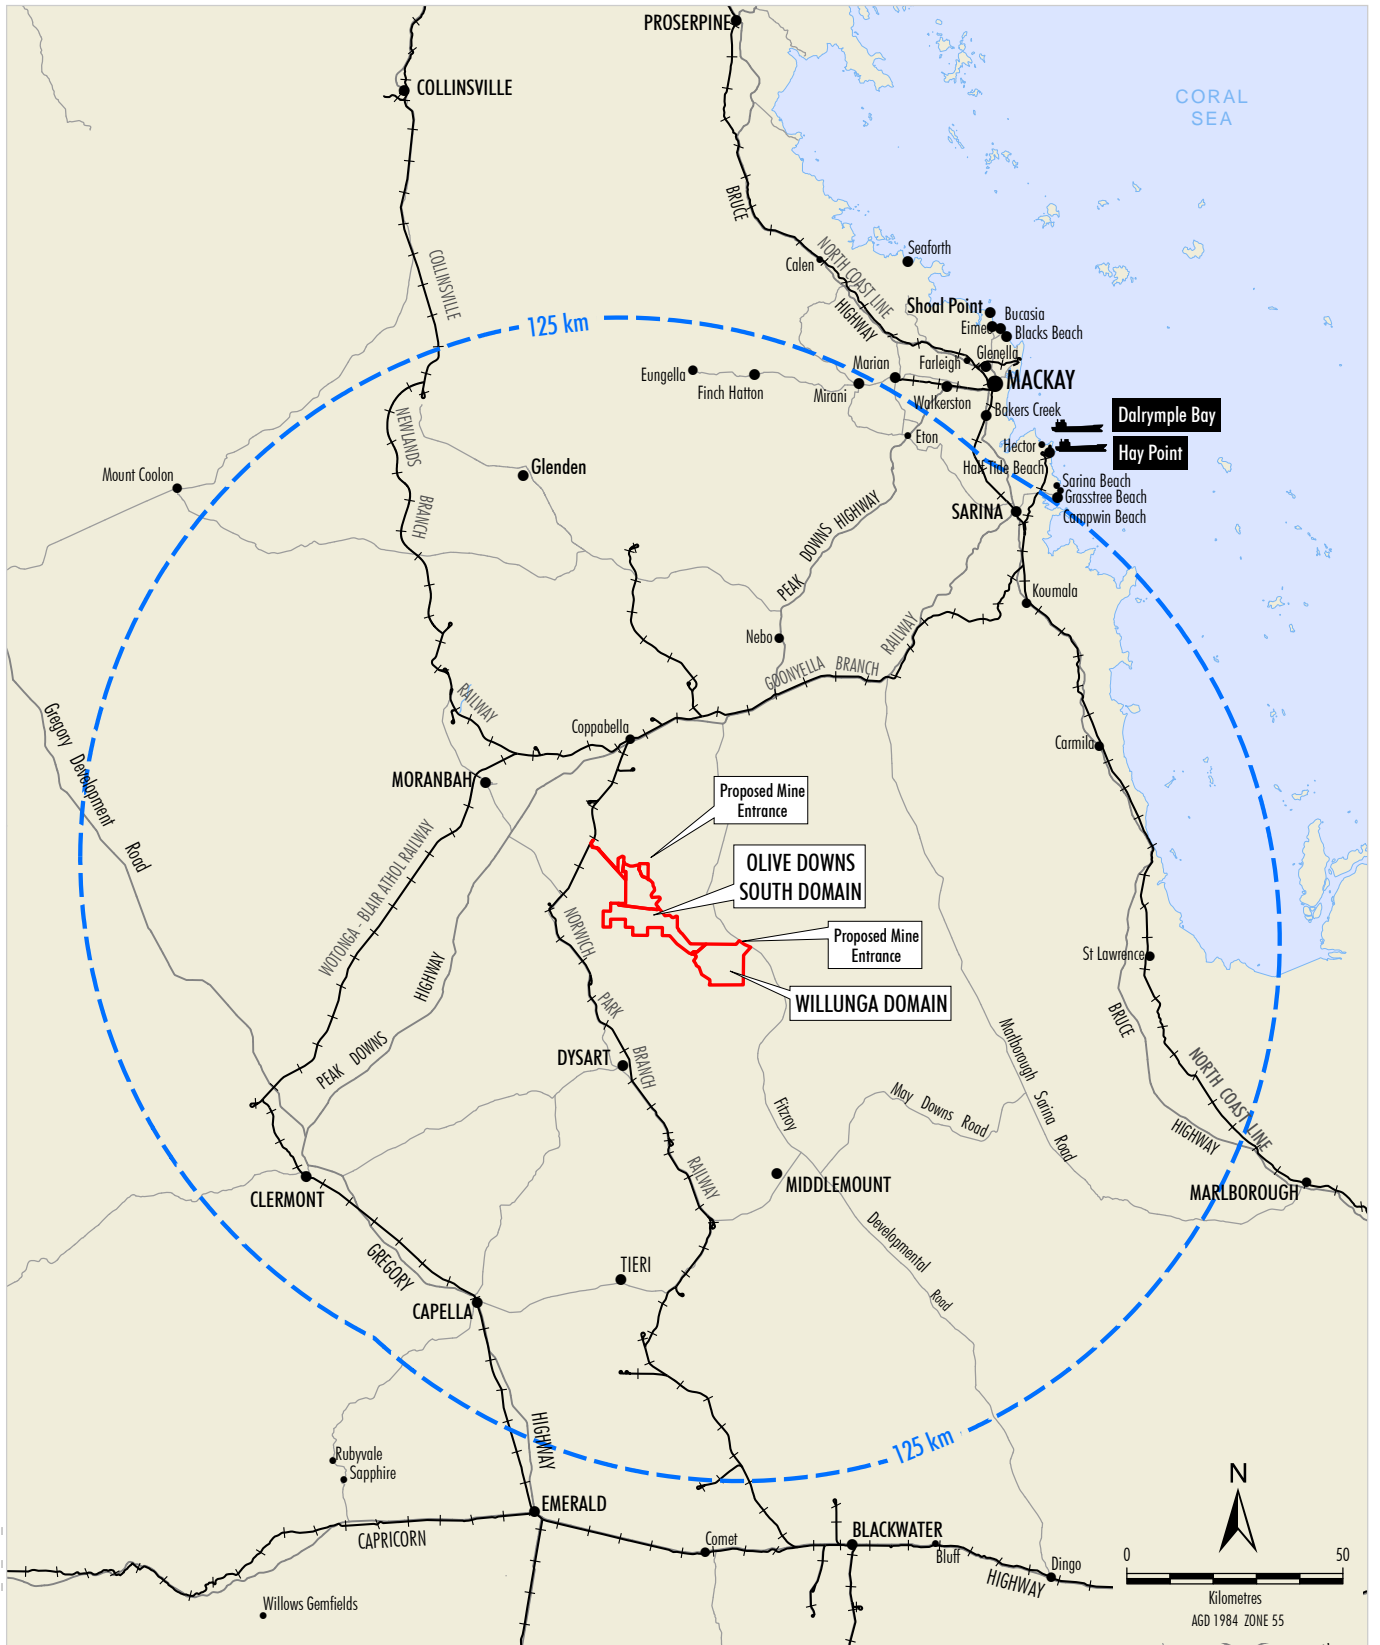 PROSERPINE
COLLINSVILLE
CORAL
SEA
BRUCE
COLLINSVILLE
NORTH COAST LINE
Seaforth
Calen
HIGHWAY
Shoal Point
Bucasia
Eimeo
Blacks Beach
125 km
Glenella
Farleigh
Marian
Eungella
Finch Hatton
Mirani
Walkerston
MACKAY
Bakers Creek
Dalrymple Bay
Hay Point
NEWLANDS
BRANCH
RAILWAY
Eton
Hector
Half Tide Beach
Mount Coolon
Glenden
Sarina Beach
Grasstree Beach
Campwin Beach
SARINA
PEAK DOWNS HIGHWAY
Koumala
Nebo
GOONYELLA BRANCH RAILWAY
Gregory Development Road
Coppabella
Carmila
MORANBAH
Proposed Mine
Entrance
OLIVE DOWNS
SOUTH DOMAIN
WOTONGA - BLAIR ATHOL RAILWAY
NORWICH
PARK
BRANCH
RAILWAY
Proposed Mine
Entrance
WILLUNGA DOMAIN
St Lawrence
PEAK DOWNS
HIGHWAY
BRUCE
HIGHWAY
Marlborough Sarina Road
NORTH COAST LINE
DYSART
May Downs Road
Fitzroy
Developmental
Road
MIDDLEMOUNT
CLERMONT
MARLBOROUGH
GREGORY
HIGHWAY
TIERI
CAPELLA
125 km
Rubyvale
Sapphire
EMERALD
CAPRICORN
Comet
BLACKWATER
Bluff
HIGHWAY
Dingo
Willows Gemfields
N
0
50
Kilometres
AGD 1984 ZONE 55